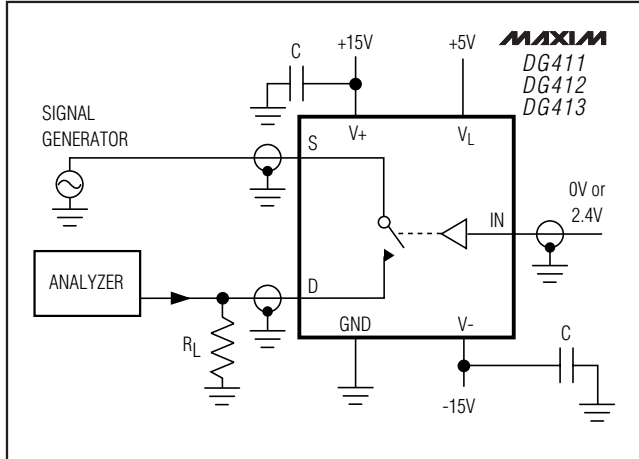 C
+15V
+5V
MAXIM
DG411
DG412
DG413
SIGNAL
GENERATOR
V+
VL
S
0V or
2.4V
IN
ANALYZER
D
RL
GND
V-
C
-15V